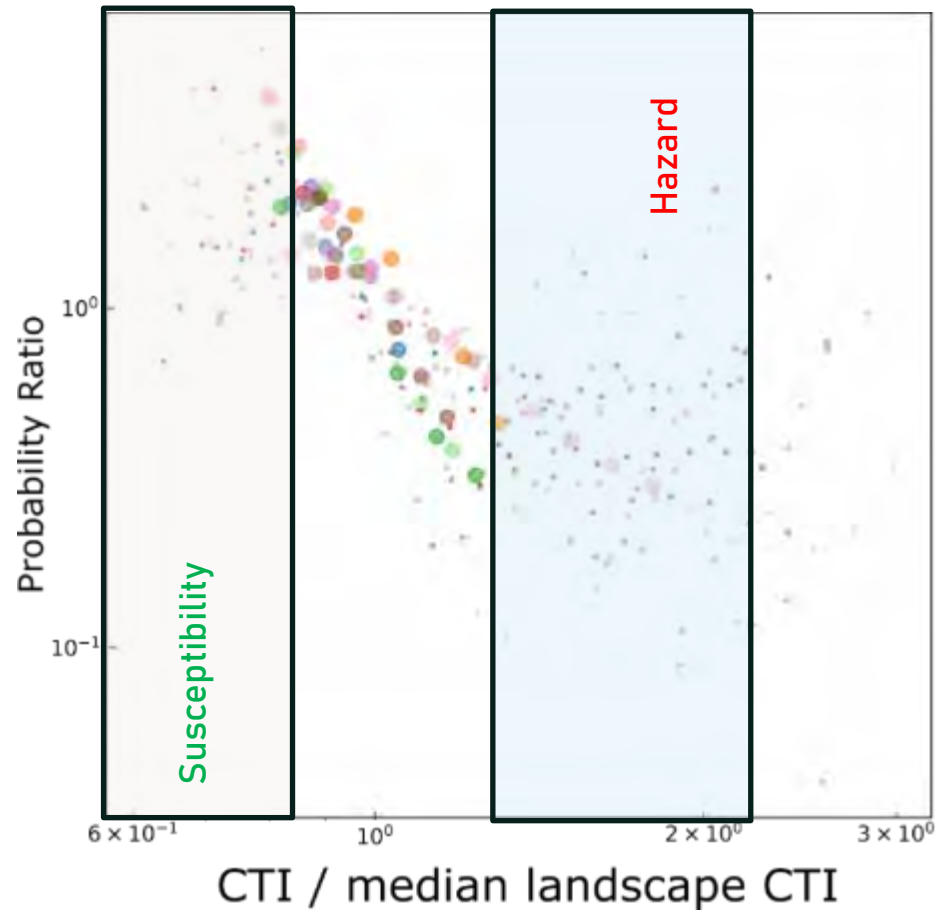 Hazard
Susceptibility
Probability Ratio
10⁰
10⁻¹
6 × 10⁻¹
10⁰
2 × 10⁰
3 × 10⁰
CTI / median landscape CTI